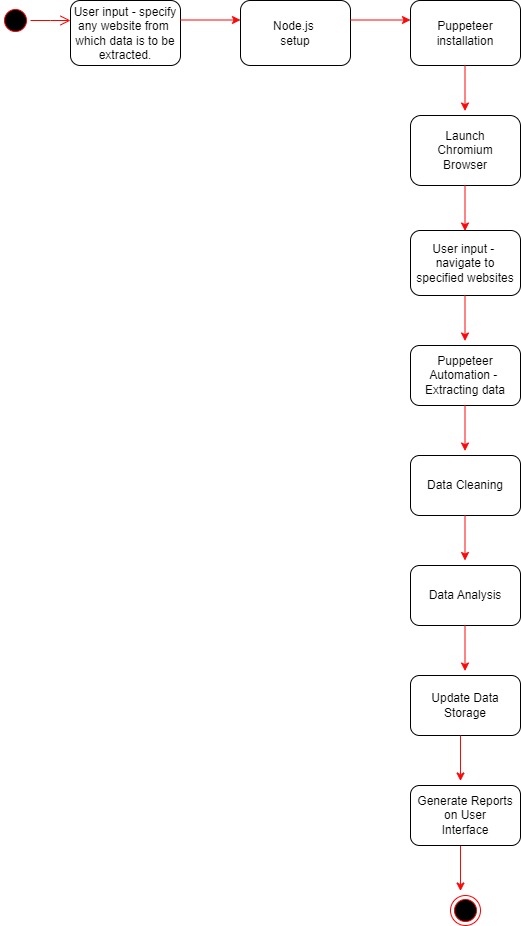 User input - specify
any website from
which data is to be
extracted.
Node.js
setup
Puppeteer
installation
Launch
Chromium
Browser
User input -
navigate to
specified websites
Puppeteer
Automation -
Extracting data
Data Cleaning
Data Analysis
Update Data
Storage
Generate Reports
on User
Interface